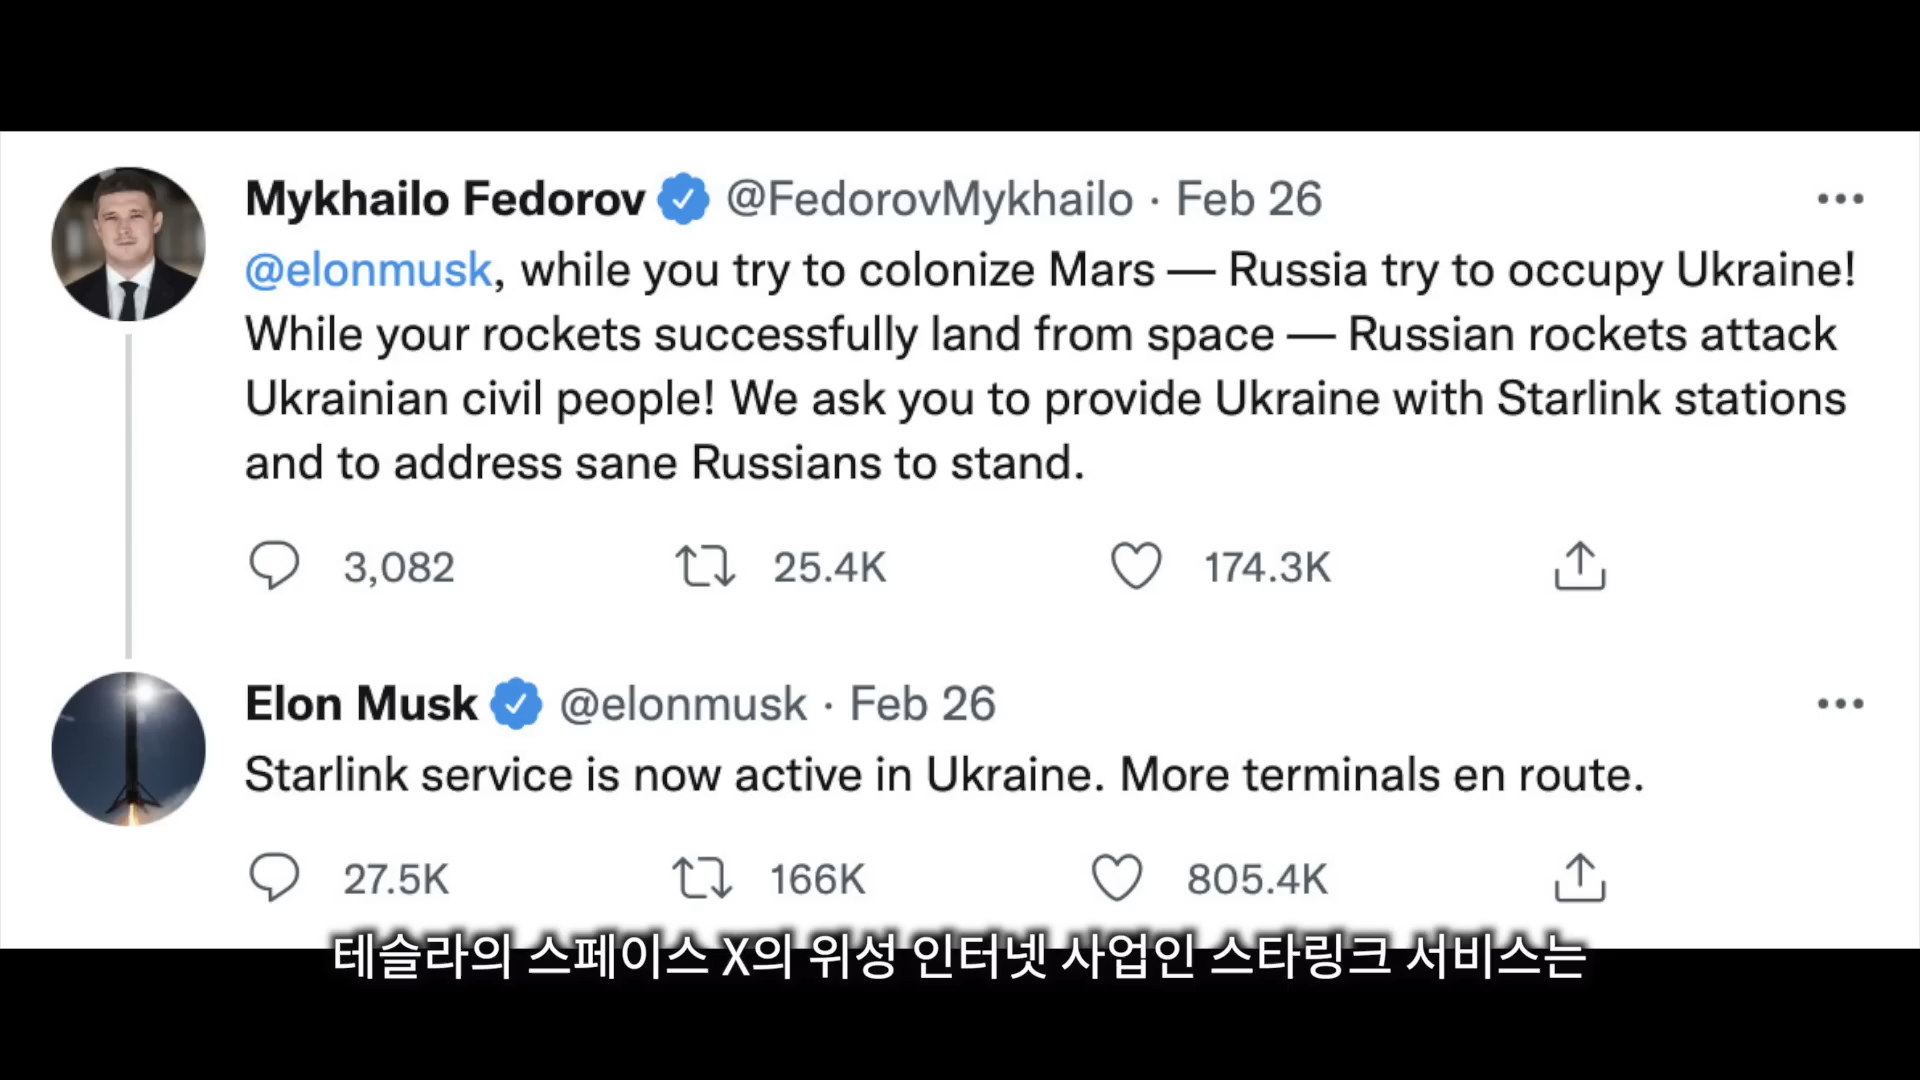 Mykhailo Fedorov @FedorovMykhailo · Feb 26
@elonmusk, while you try to colonize Mars — Russia try to occupy Ukraine!
While your rockets successfully land from space — Russian rockets attack
Ukrainian civil people! We ask you to provide Ukraine with Starlink stations
and to address sane Russians to stand.
3,082 25.4K 174.3K
Elon Musk @elonmusk · Feb 26
Starlink service is now active in Ukraine. More terminals en route.
27.5K 166K 805.4K
테슬라의 스페이스 X의 위성 인터넷 사업인 스타링크 서비스는